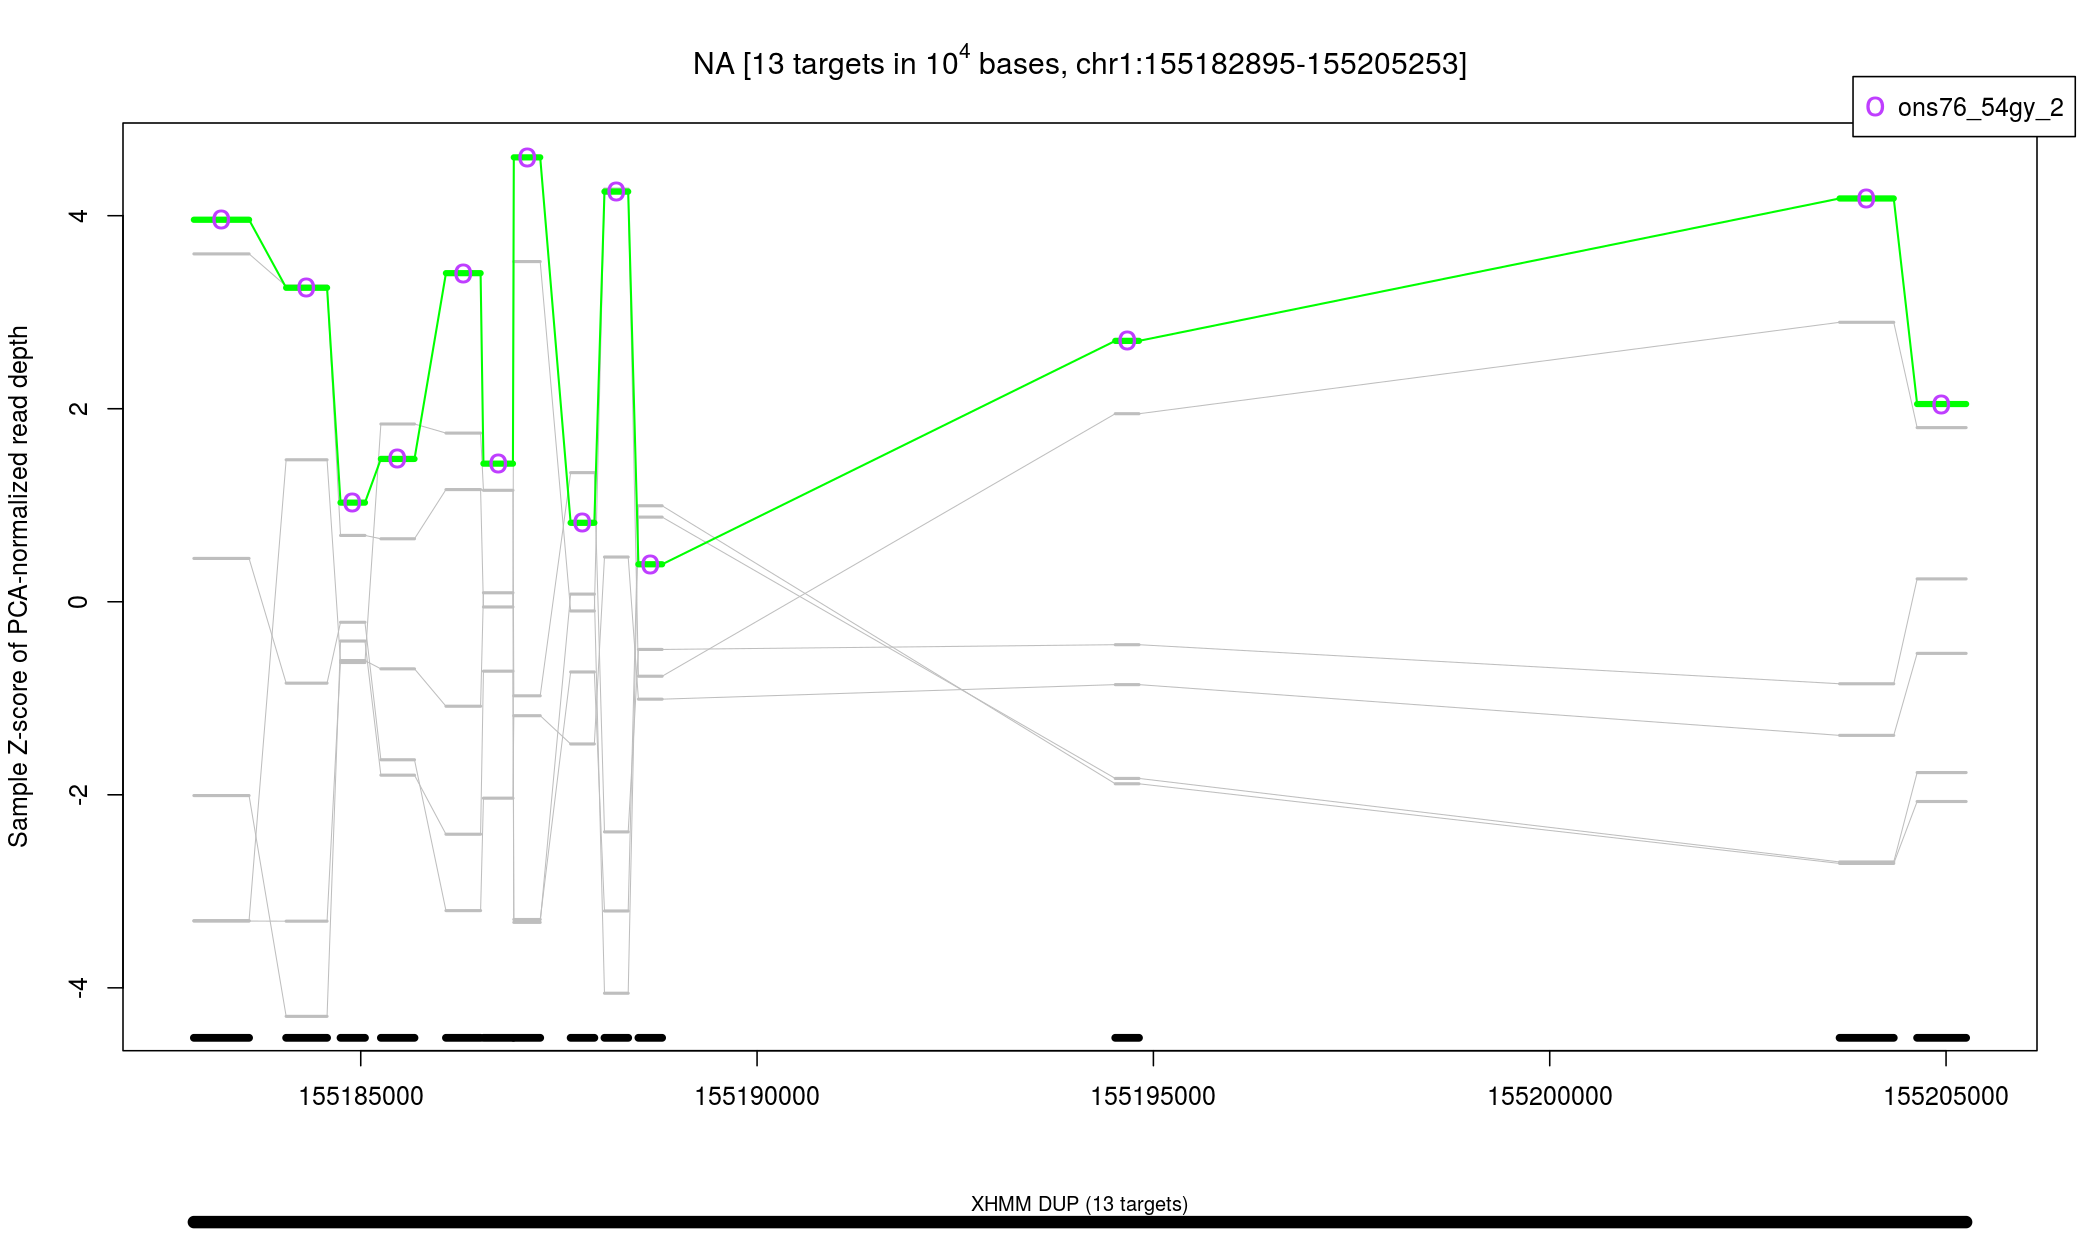 NA [13 targets in 10⁴ bases, chr1:155182895-155205253]
O ons76_54gy_2
Sample Z-score of PCA-normalized read depth
4
2
0
-2
-4
155185000 155190000 155195000 155200000 155205000
XHMM DUP (13 targets)